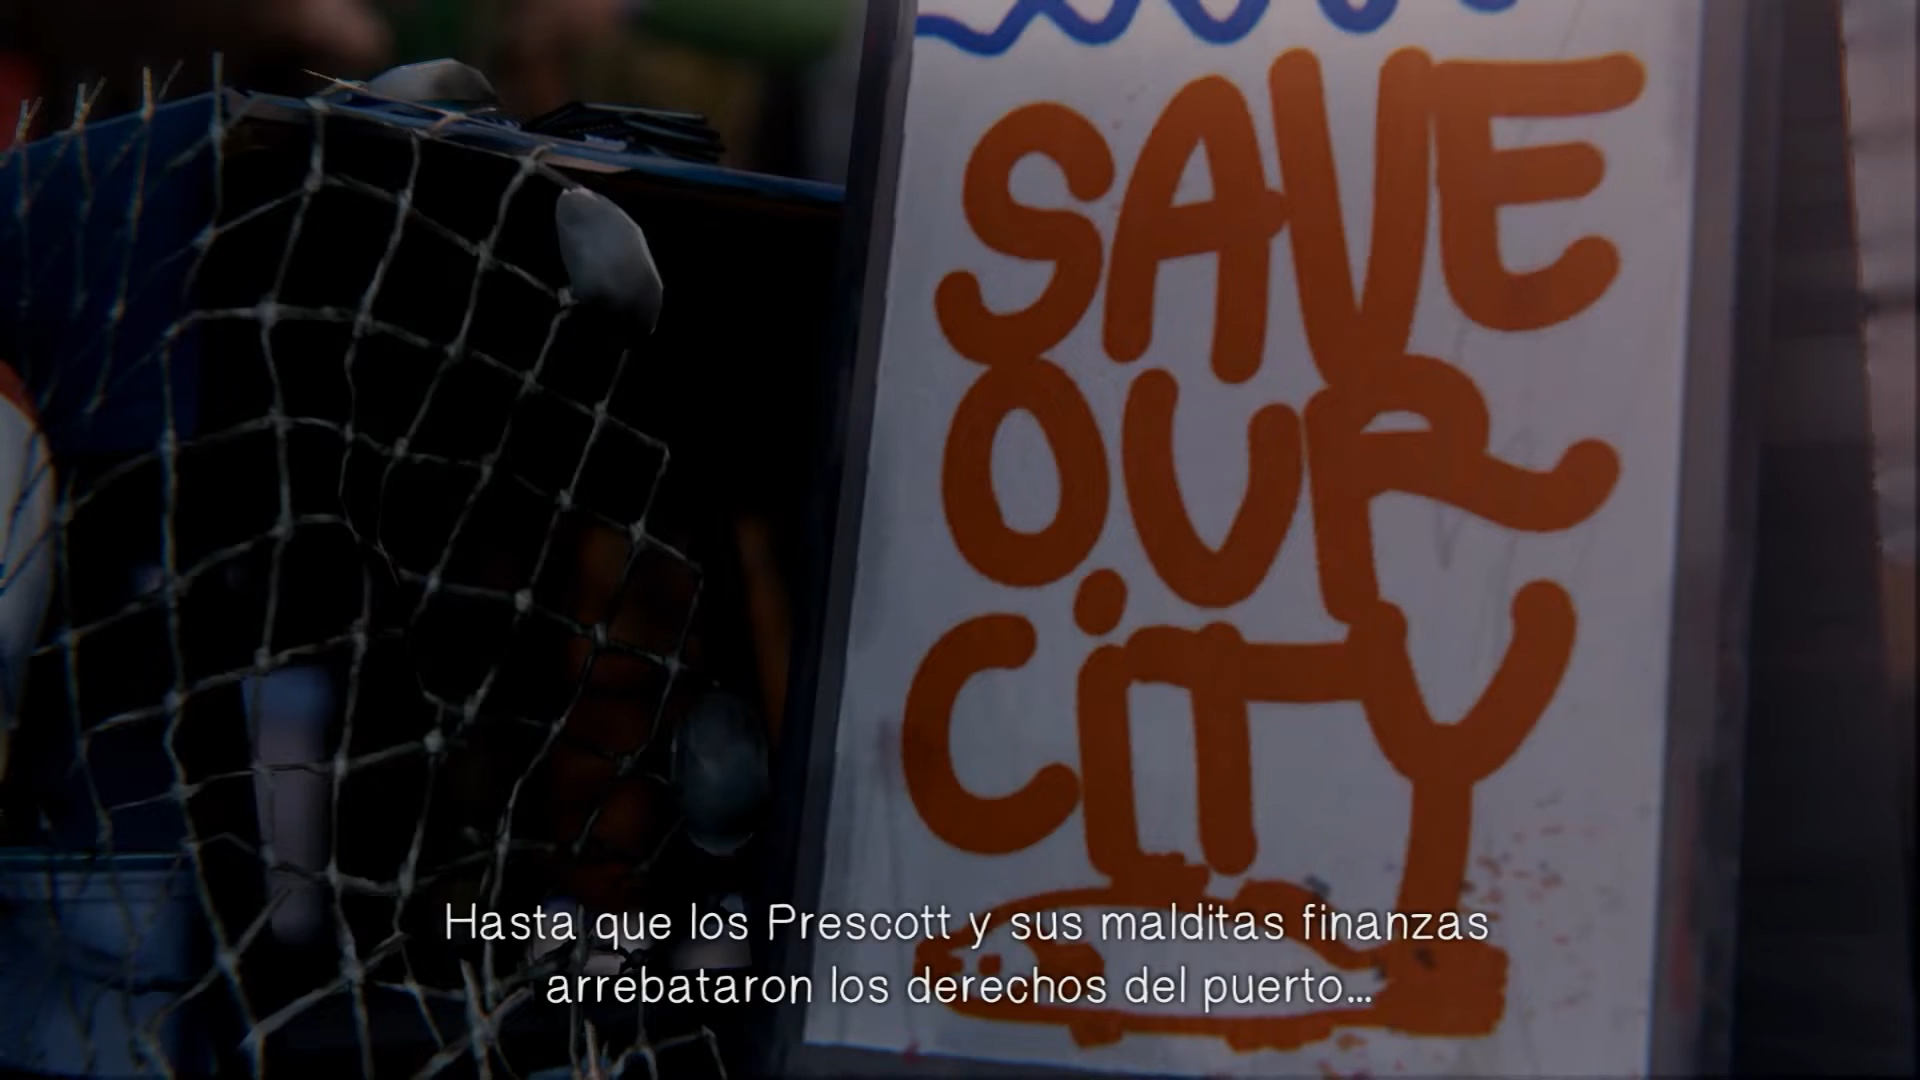 SAVE
OUR
CiTY
Hasta que los Prescott y sus malditas finanzas
arrebataron los derechos del puerto...